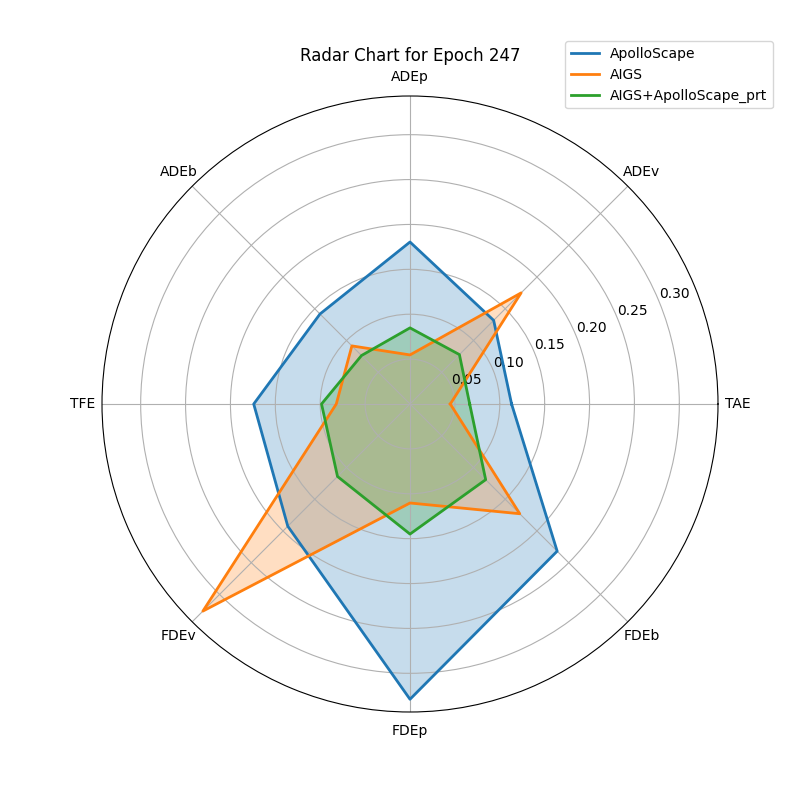 Radar Chart for Epoch 247
ApolloScape
AIGS
AIGS+ApolloScape_prt
ADEp
ADEb
ADEv
0.30
0.25
0.20
0.15
0.10
0.05
TFE
TAE
FDEv
FDEb
FDEp